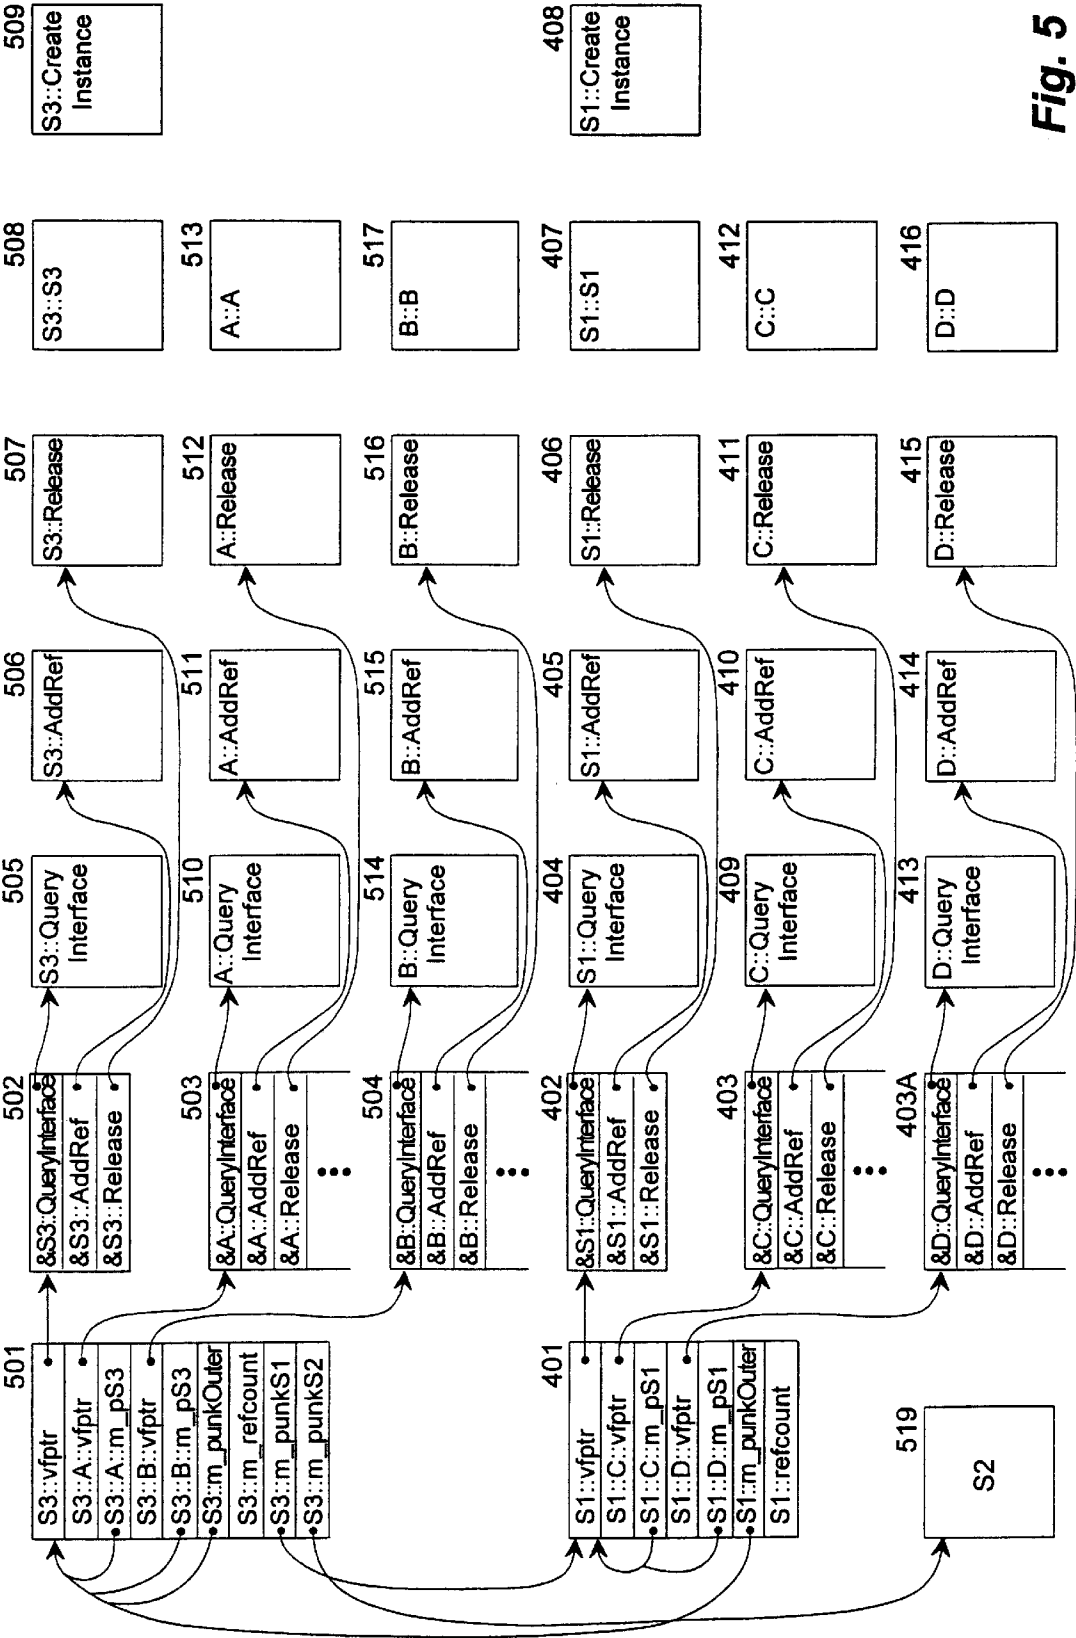 501
S3::vfptr
S3::A::vfptr
S3::A::m_pS3
S3::B::vfptr
S3::B::m_pS3
S3::m_punkOuter
S3::m_refcount
S3::m_punkS1
S3::m_punkS2
502
&S3::QueryInterface
&S3::AddRef
&S3::Release
505
S3::Query
Interface
506
S3::AddRef
507
S3::Release
508
S3::S3
509
S3::Create
Instance
503
&A::QueryInterface
&A::AddRef
&A::Release
510
A::Query
Interface
511
A::AddRef
512
A::Release
513
A::A
504
&B::QueryInterface
&B::AddRef
&B::Release
514
B::Query
Interface
515
B::AddRef
516
B::Release
517
B::B
401
S1::vfptr
S1::C::vfptr
S1::C::m_pS1
S1::D::vfptr
S1::D::m_pS1
S1::m_punkOuter
S1::refcount
402
&S1::QueryInterface
&S1::AddRef
&S1::Release
404
S1::Query
Interface
405
S1::AddRef
406
S1::Release
407
S1::S1
408
S1::Create
Instance
403
&C::QueryInterface
&C::AddRef
&C::Release
409
C::Query
Interface
410
C::AddRef
411
C::Release
412
C::C
519
S2
403A
&D::QueryInterface
&D::AddRef
&D::Release
413
D::Query
Interface
414
D::AddRef
415
D::Release
416
D::D
Fig. 5